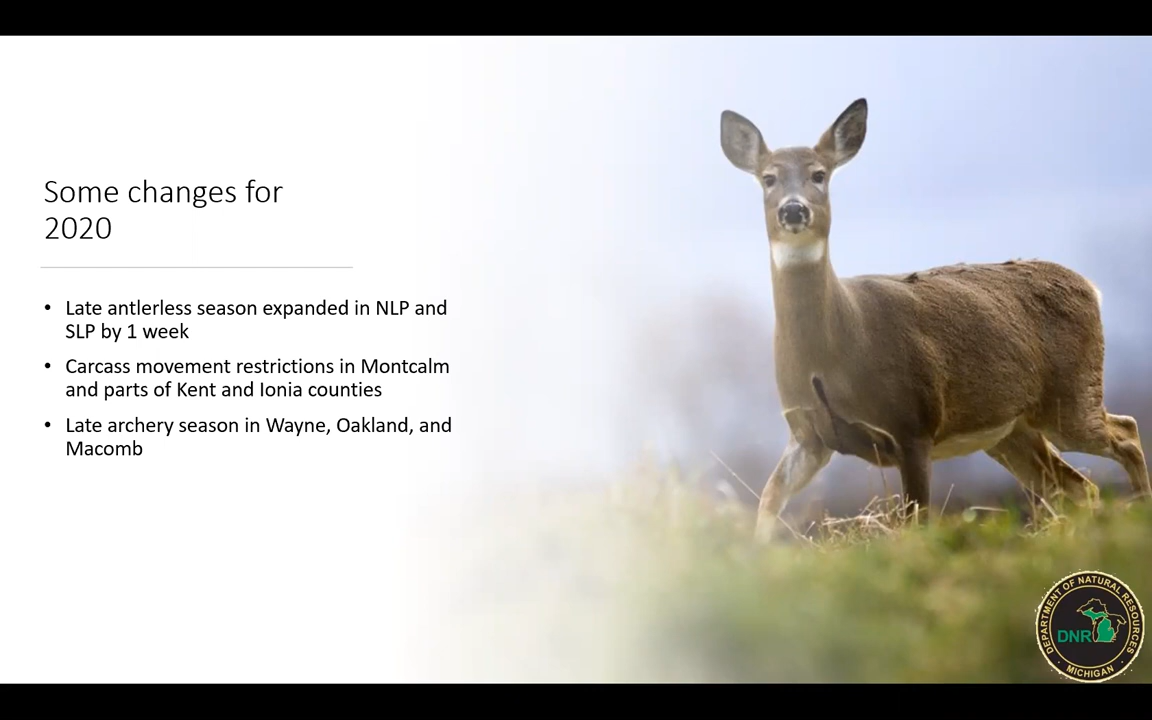 Some changes for
2020
• Late antlerless season expanded in NLP and
SLP by 1 week
• Carcass movement restrictions in Montcalm
and parts of Kent and Ionia counties
• Late archery season in Wayne, Oakland, and
Macomb
DEPARTMENT OF NATURAL RESOURCES
DNR
MICHIGAN